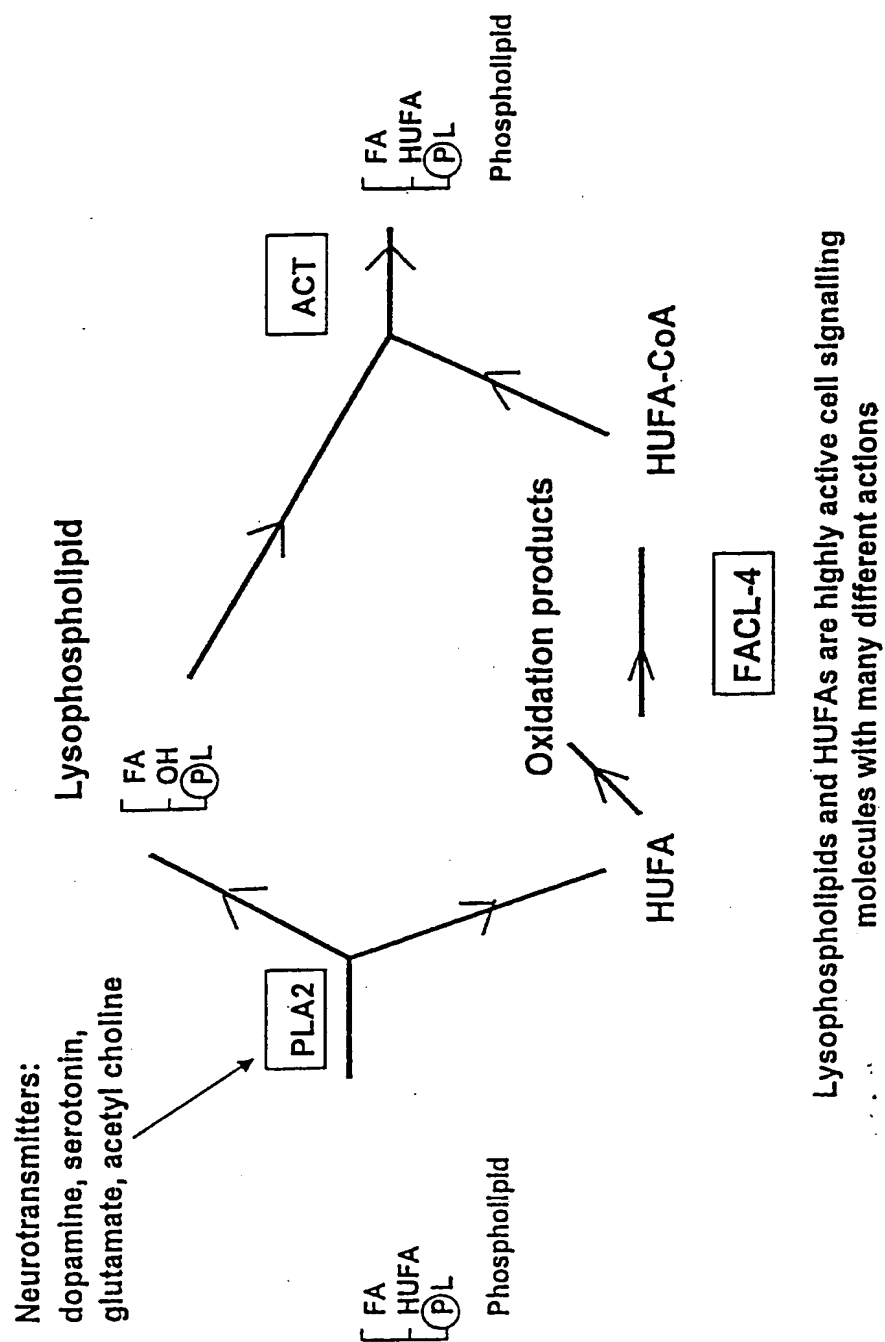 Neurotransmitters:
dopamine, serotonin,
glutamate, acetyl choline
FA
HUFA
PL
Phospholipid
PLA2
Lysophospholipid
FA
OH
PL
HUFA
Oxidation products
FACL-4
HUFA-CoA
ACT
FA
HUFA
PL
Phospholipid
Lysophospholipids and HUFAs are highly active cell signalling
molecules with many different actions